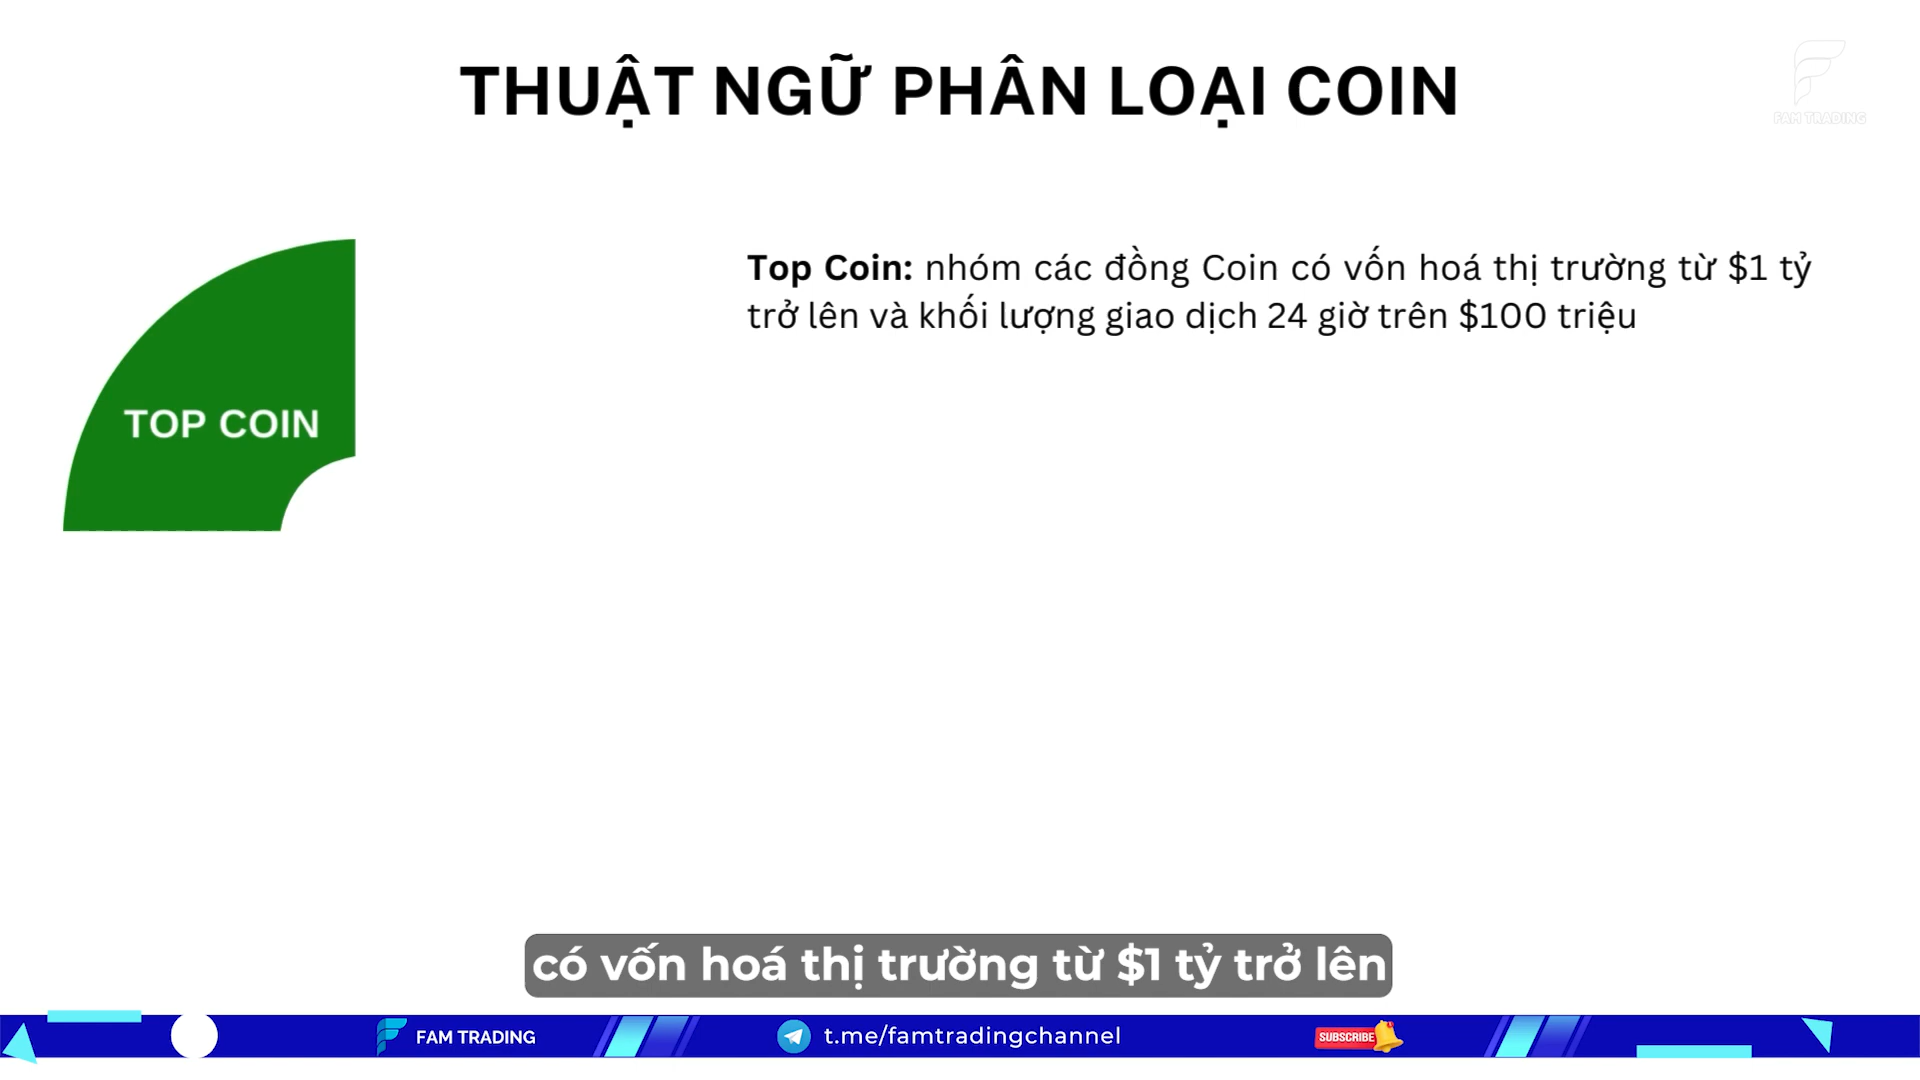 THUẬT NGỮ PHÂN LOẠI COIN
FAM TRADING
Top Coin: nhóm các đồng Coin có vốn hoá thị trường từ $1 tỷ
trở lên và khối lượng giao dịch 24 giờ trên $100 triệu
TOP COIN
có vốn hoá thị trường từ $1 tỷ trở lên
FAM TRADING
t.me/famtradingchannel
SUBSCRIBE